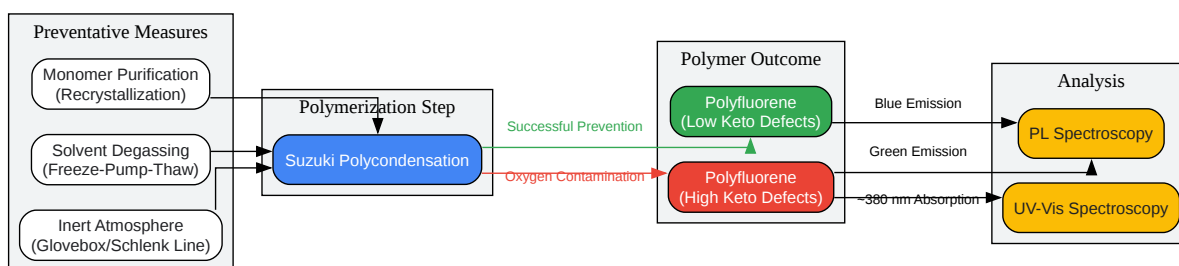 Preventative Measures
Monomer Purification
(Recrystallization)
Solvent Degassing
(Freeze-Pump-Thaw)
Inert Atmosphere
(Glovebox/Schlenk Line)
Polymerization Step
Suzuki Polycondensation
Successful Prevention
Oxygen Contamination
Polymer Outcome
Polyfluorene
(Low Keto Defects)
Polyfluorene
(High Keto Defects)
Blue Emission
Green Emission
~380 nm Absorption
Analysis
PL Spectroscopy
UV-Vis Spectroscopy